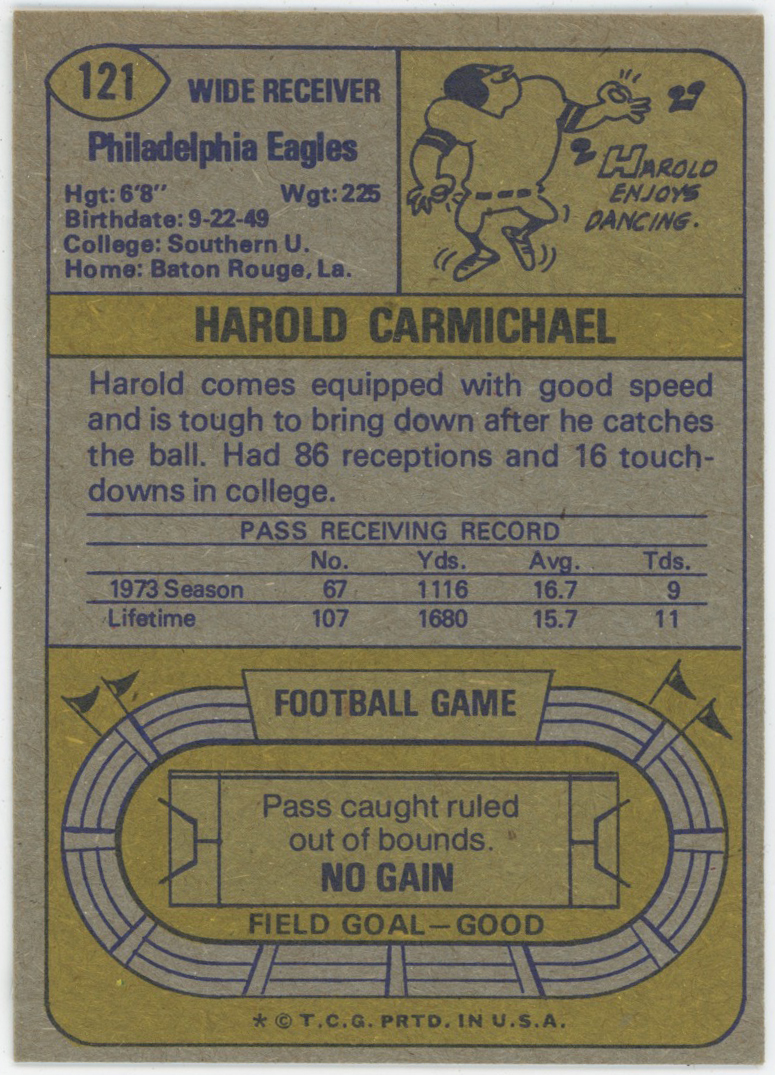 121
WIDE RECEIVER
Philadelphia Eagles
Hgt: 6'8" Wgt: 225
Birthdate: 9-22-49
College: Southern U.
Home: Baton Rouge, La.
HAROLD
ENJOYS
DANCING.
HAROLD CARMICHAEL
Harold comes equipped with good speed
and is tough to bring down after he catches
the ball. Had 86 receptions and 16 touch-
downs in college.
PASS RECEIVING RECORD
No. Yds. Avg. Tds.
1973 Season 67 1116 16.7 9
Lifetime 107 1680 15.7 11
FOOTBALL GAME
Pass caught ruled
out of bounds.
NO GAIN
FIELD GOAL—GOOD
* © T.C.G. PRTD. IN U.S.A.